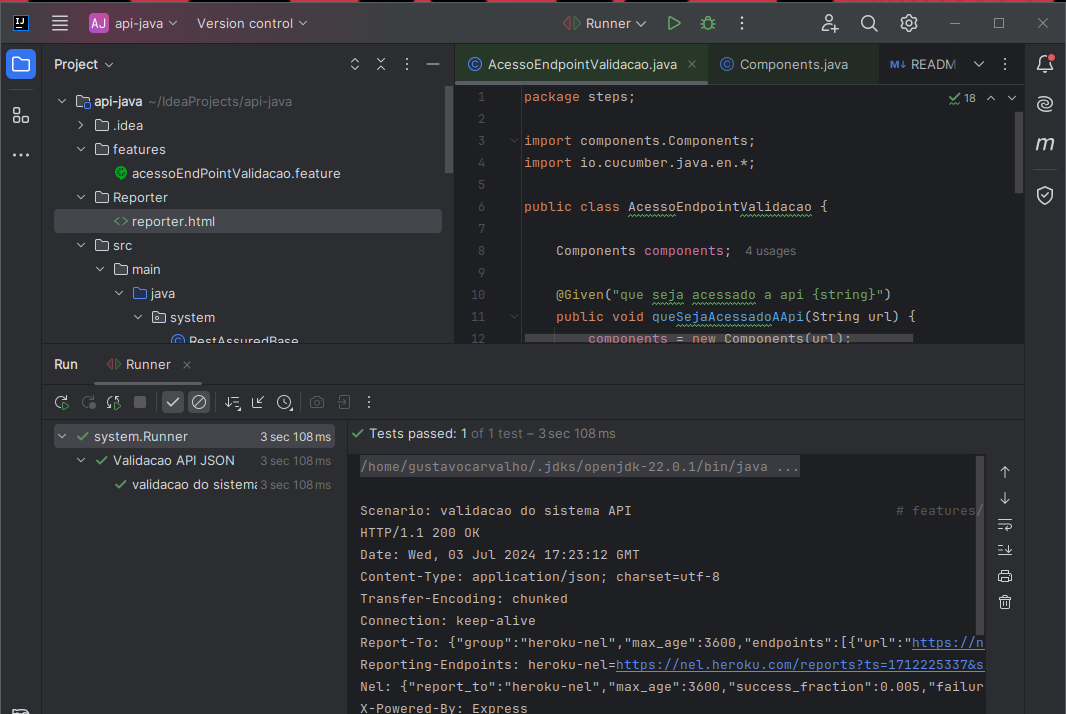 AJ api-java Version control Runner
Project
AcessoEndpointValidacao.java Components.java M↓ READM
api-java ~/IdeaProjects/api-java
.idea
features
acessoEndPointValidacao.feature
Reporter
reporter.html
src
main
java
system
RestAssuredBase
18
1 package steps;
2
3 import components.Components;
4 import io.cucumber.java.en.*;
5
6 public class AcessoEndpointValidacao {
7
8 Components components; 4 usages
9
10 @Given("que seja acessado a api {string}")
11 public void queSejaAcessadoAApi(String url) {
12 components = new Components(url);
Run Runner
system.Runner 3 sec 108 ms
Validacao API JSON 3 sec 108 ms
validacao do sistema 3 sec 108 ms
Tests passed: 1 of 1 test – 3 sec 108 ms
/home/gustavocarvalho/.jdks/openjdk-22.0.1/bin/java ...
Scenario: validacao do sistema API # features/
HTTP/1.1 200 OK
Date: Wed, 03 Jul 2024 17:23:12 GMT
Content-Type: application/json; charset=utf-8
Transfer-Encoding: chunked
Connection: keep-alive
Report-To: {"group":"heroku-nel","max_age":3600,"endpoints":[{"url":"https://n
Reporting-Endpoints: heroku-nel=https://nel.heroku.com/reports?ts=1712225337&s
Nel: {"report_to":"heroku-nel","max_age":3600,"success_fraction":0.005,"failur
X-Powered-By: Express